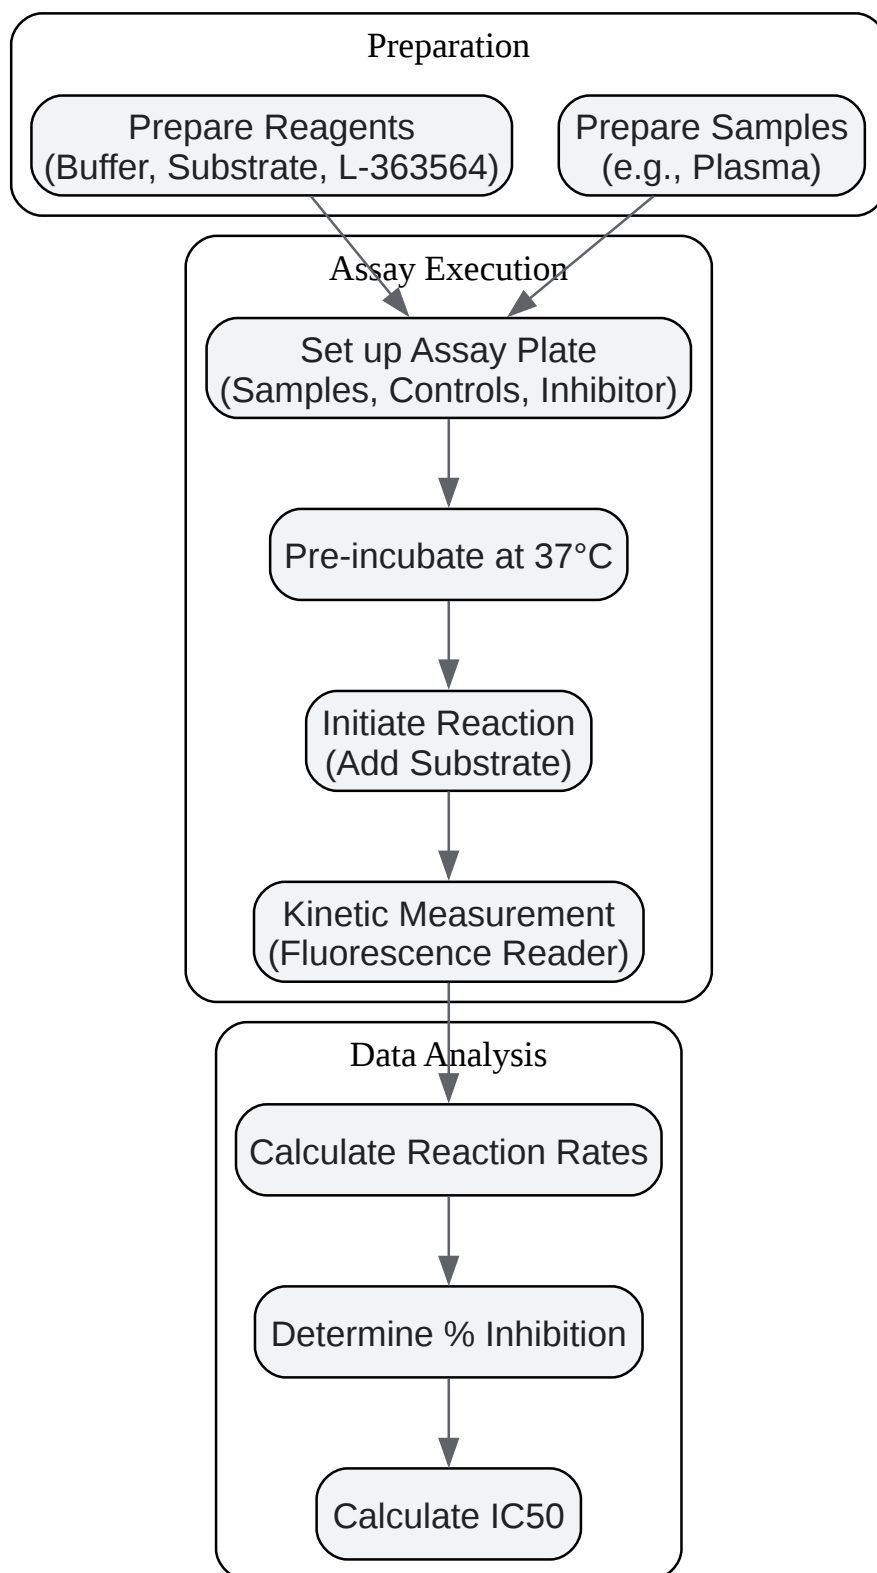 Preparation
Prepare Reagents
(Buffer, Substrate, L-363564)
Prepare Samples
(e.g., Plasma)
Assay Execution
Set up Assay Plate
(Samples, Controls, Inhibitor)
Pre-incubate at 37°C
Initiate Reaction
(Add Substrate)
Kinetic Measurement
(Fluorescence Reader)
Data Analysis
Calculate Reaction Rates
Determine % Inhibition
Calculate IC50